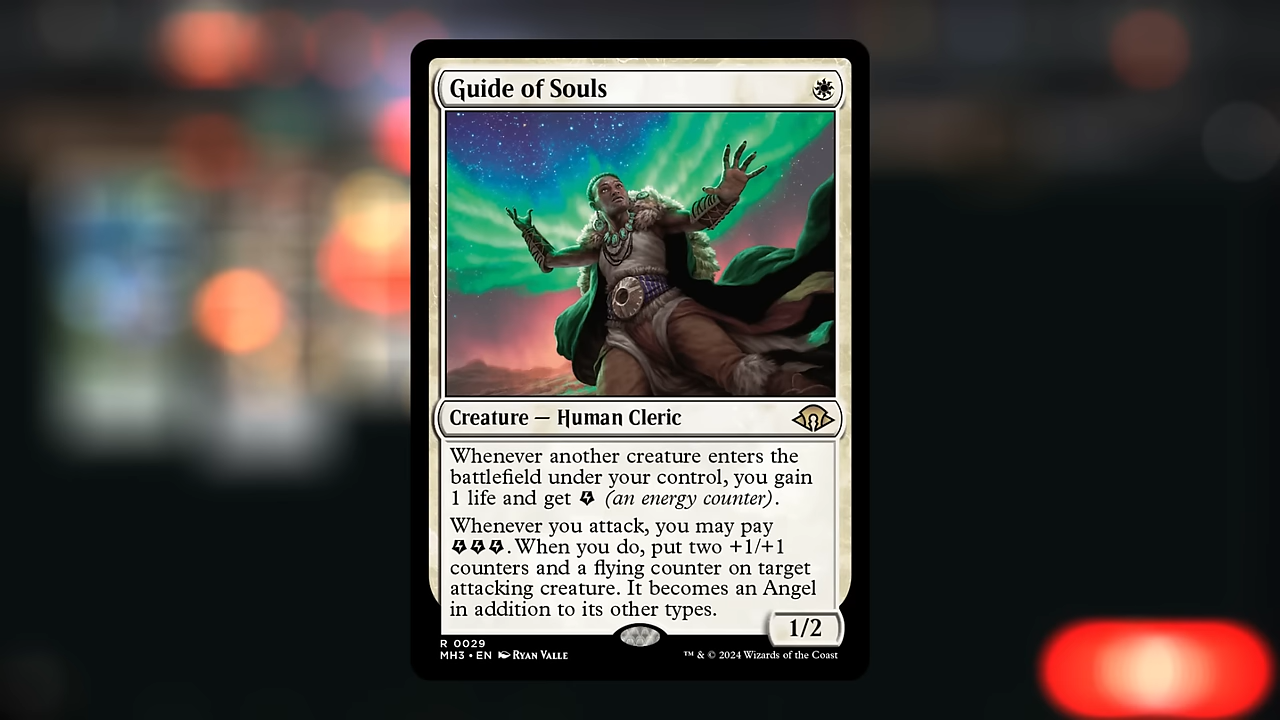 Guide of Souls
Creature — Human Cleric
Whenever another creature enters the
battlefield under your control, you gain
1 life and get (an energy counter).
Whenever you attack, you may pay
. When you do, put two +1/+1
counters and a flying counter on target
attacking creature. It becomes an Angel
in addition to its other types.
1/2
R 0029
MH3 • EN RYAN VALLE
™ & © 2024 Wizards of the Coast